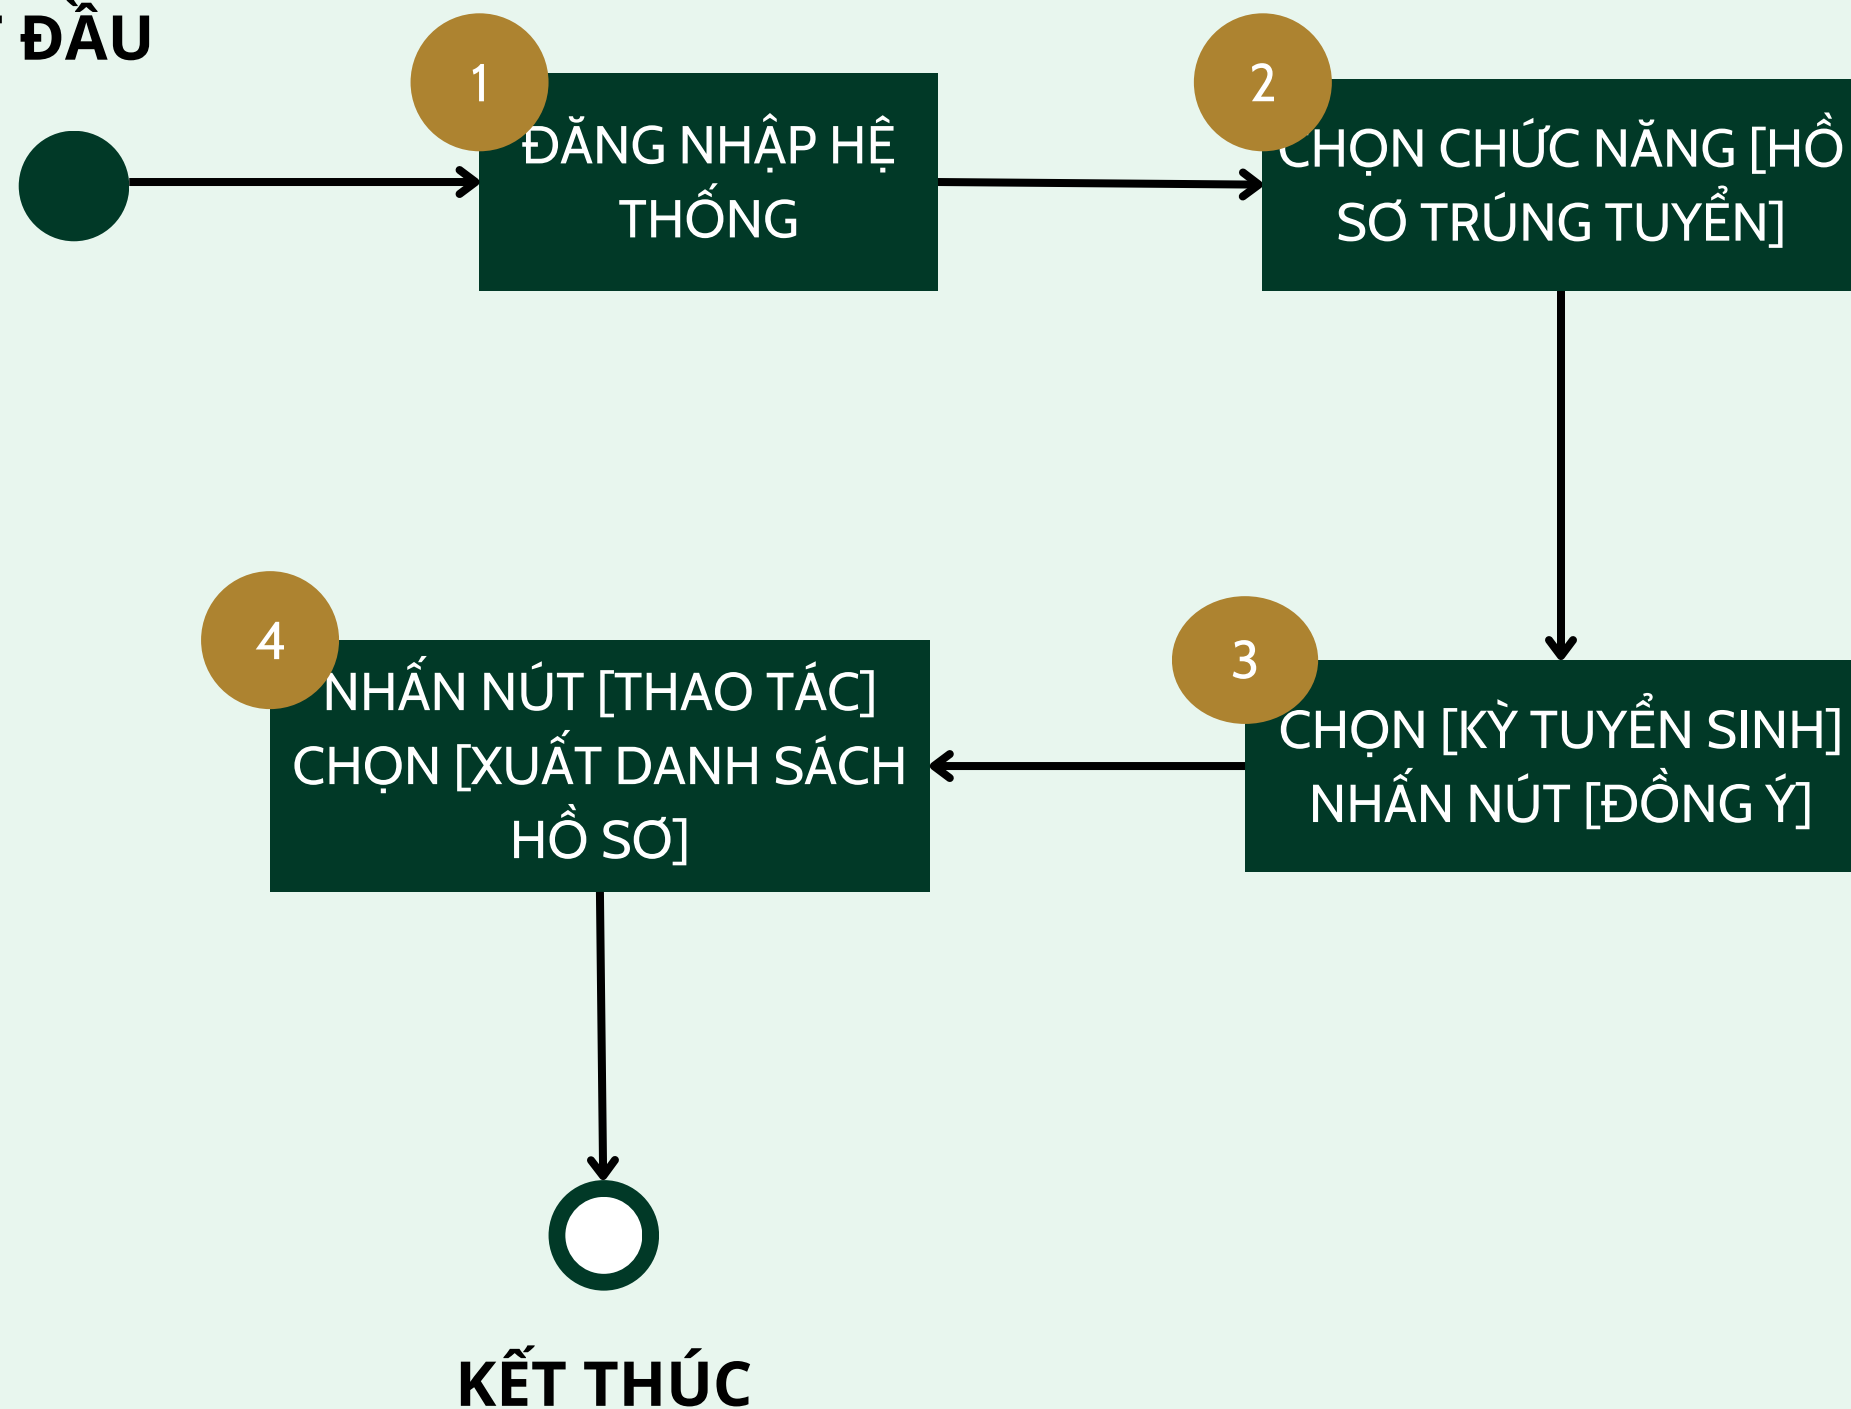 ĐẦU
1
ĐĂNG NHẬP HỆ
THỐNG
2
CHỌN CHỨC NĂNG [HỒ
SƠ TRÚNG TUYỂN]
3
CHỌN [KỲ TUYỂN SINH]
NHẤN NÚT [ĐỒNG Ý]
4
NHẤN NÚT [THAO TÁC]
CHỌN [XUẤT DANH SÁCH
HỒ SƠ]
KẾT THÚC